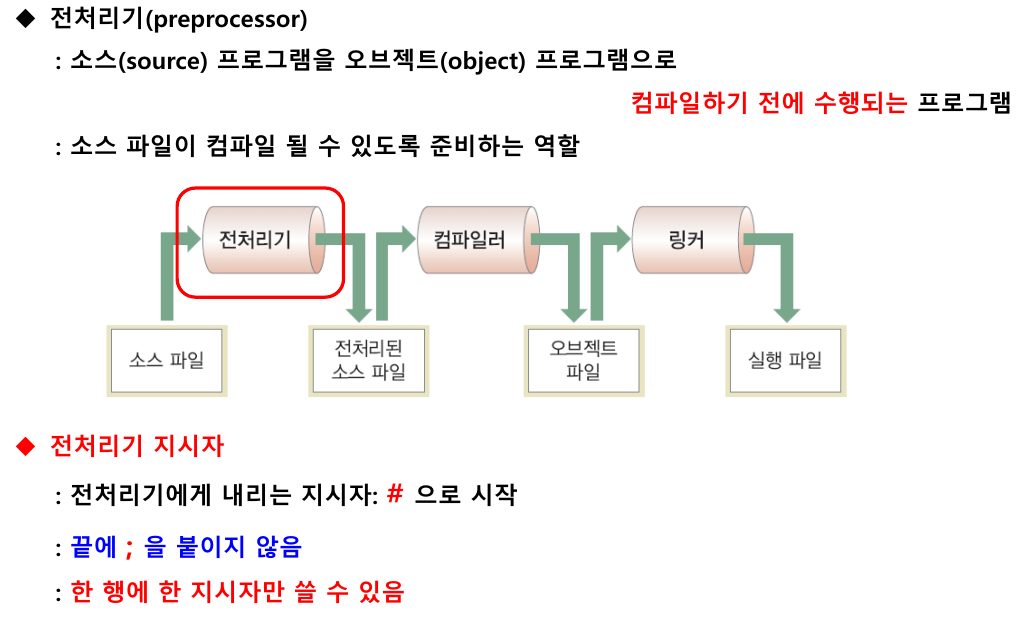 ◆ 전처리기(preprocessor)
: 소스(source) 프로그램을 오브젝트(object) 프로그램으로
컴파일하기 전에 수행되는 프로그램
: 소스 파일이 컴파일 될 수 있도록 준비하는 역할
전처리기 컴파일러 링커
소스 파일
전처리된
소스 파일
오브젝트
파일
실행 파일
◆ 전처리기 지시자
: 전처리기에게 내리는 지시자: # 으로 시작
: 끝에 ; 을 붙이지 않음
: 한 행에 한 지시자만 쓸 수 있음